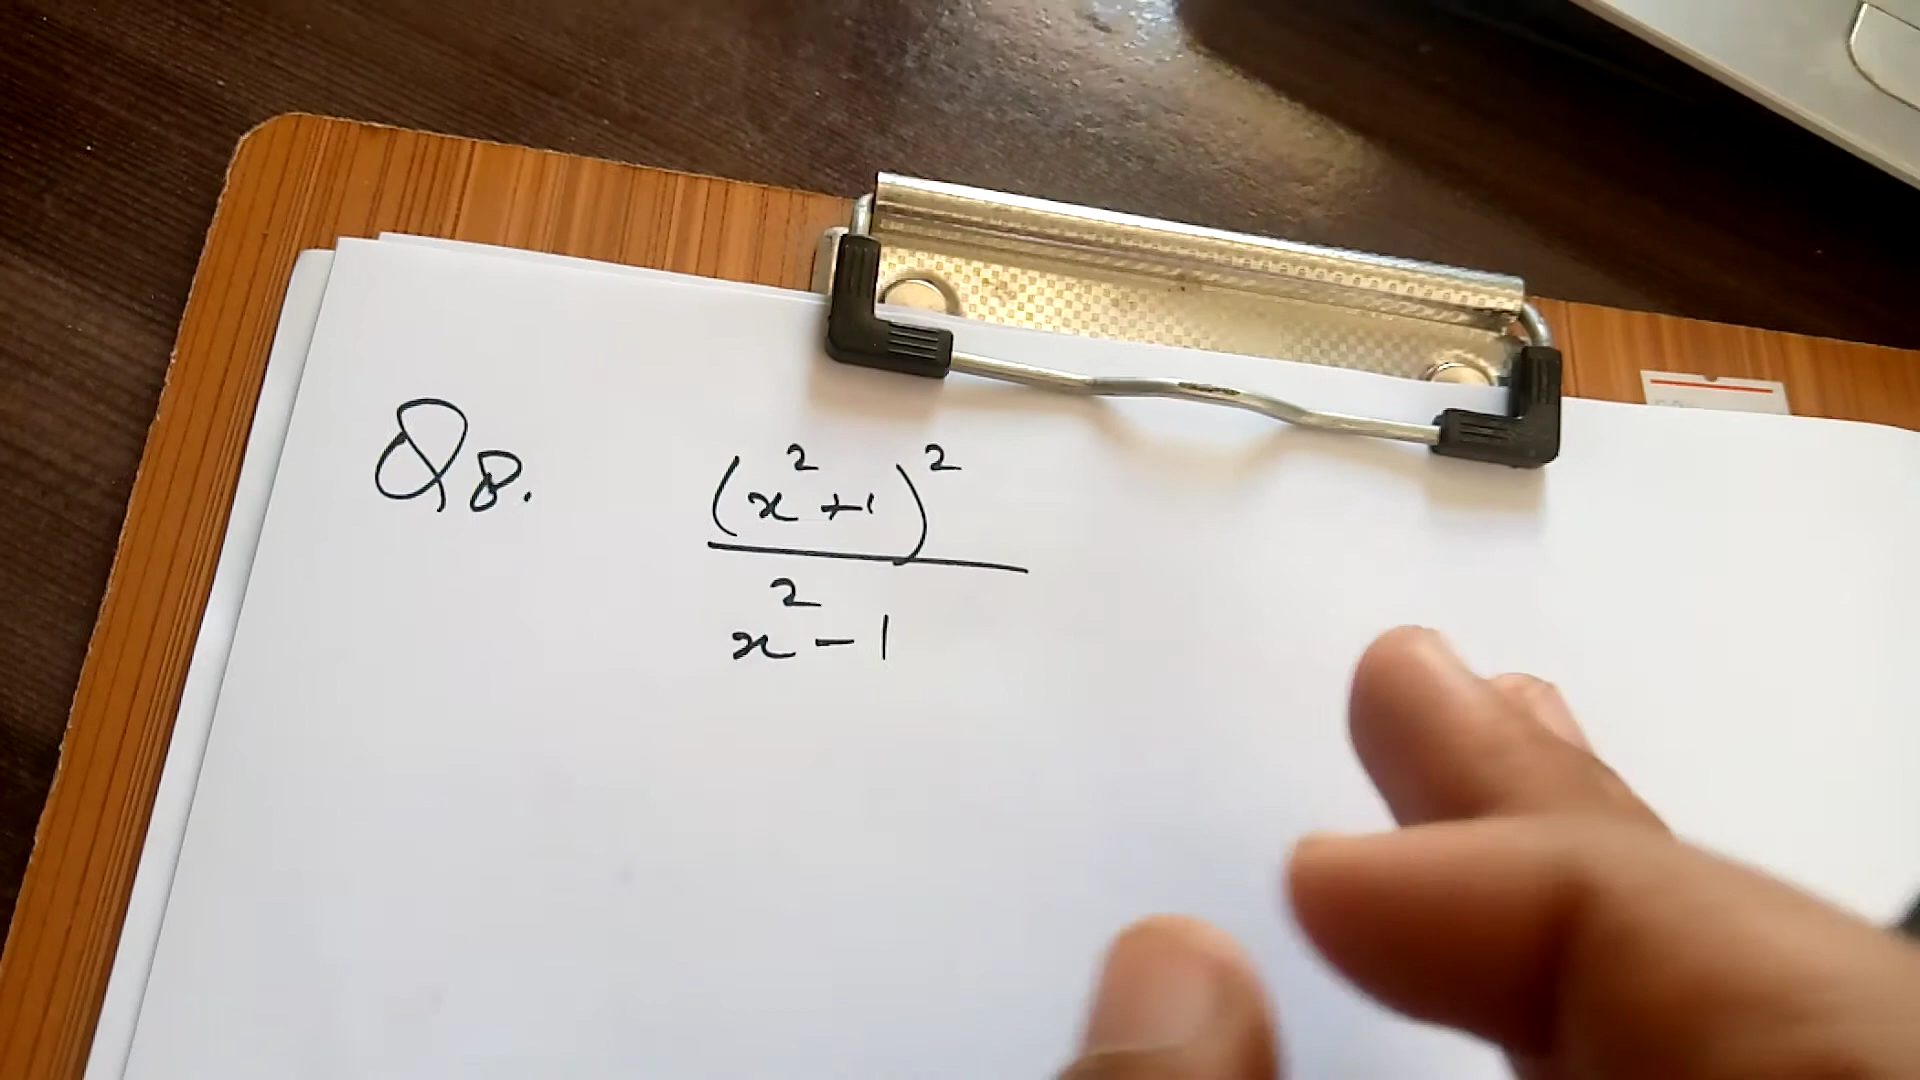 Q8. (x²+1)²
x²-1